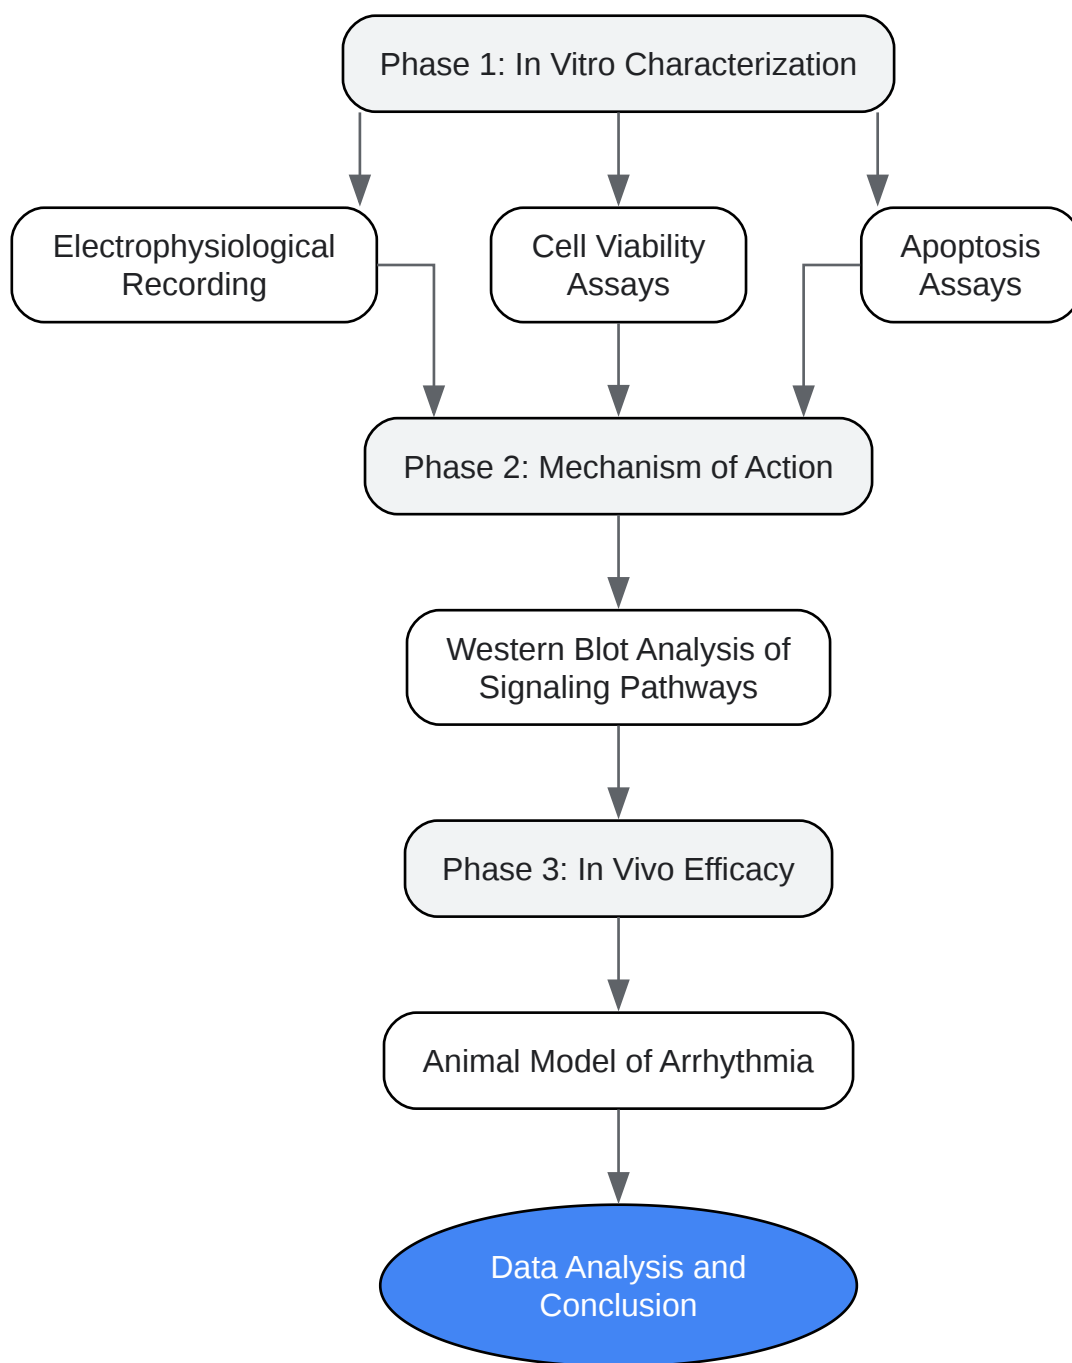 Phase 1: In Vitro Characterization
Electrophysiological
Recording
Cell Viability
Assays
Apoptosis
Assays
Phase 2: Mechanism of Action
Western Blot Analysis of
Signaling Pathways
Phase 3: In Vivo Efficacy
Animal Model of Arrhythmia
Data Analysis and
Conclusion